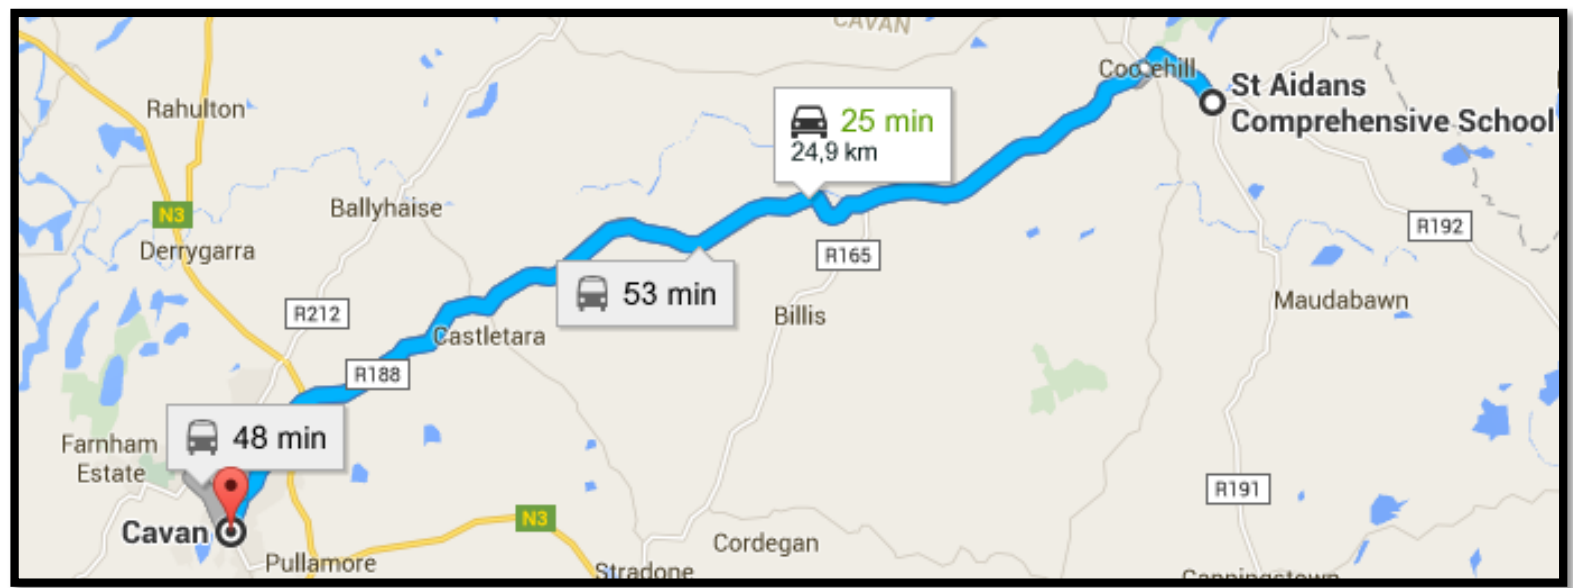 CAVAN
Cootehill
St Aidans
Comprehensive School
Rahulton
25 min
24,9 km
N3
Ballyhaise
Derrygarra
R192
R165
53 min
Maudabawn
R212
Billis
Castletara
R188
48 min
Farnham
Estate
R191
N3
Cavan
Cordegan
Pullamore
Stradone
Canningstown